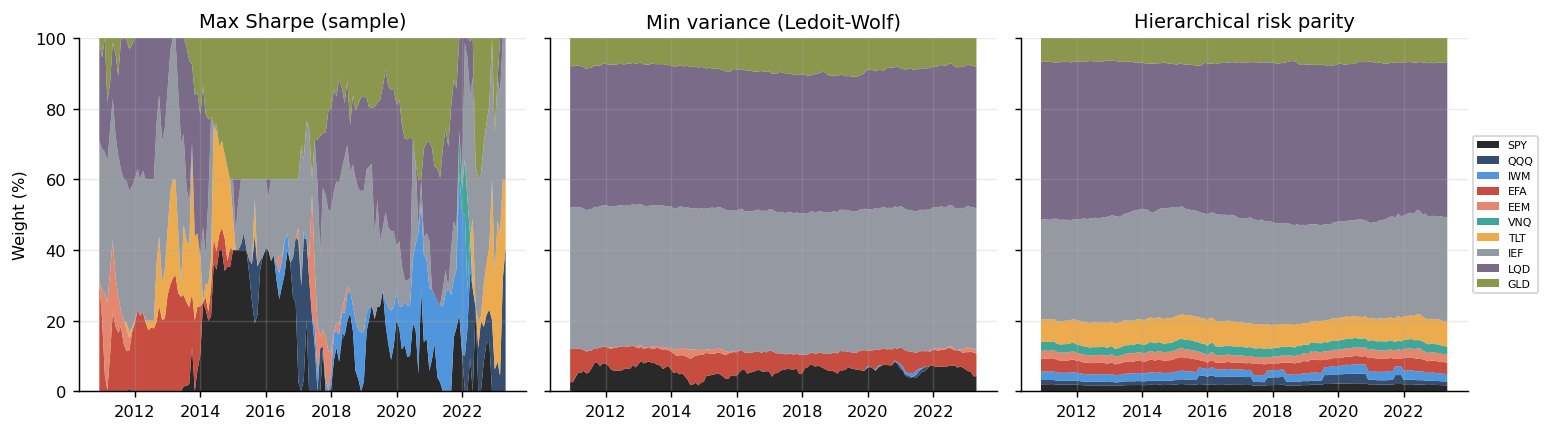 Max Sharpe (sample)
Min variance (Ledoit-Wolf)
Hierarchical risk parity
Weight (%)
100
80
60
40
20
0
2012 2014 2016 2018 2020 2022
2012 2014 2016 2018 2020 2022
2012 2014 2016 2018 2020 2022
SPY
QQQ
IWM
EFA
EEM
VNQ
TLT
IEF
LQD
GLD